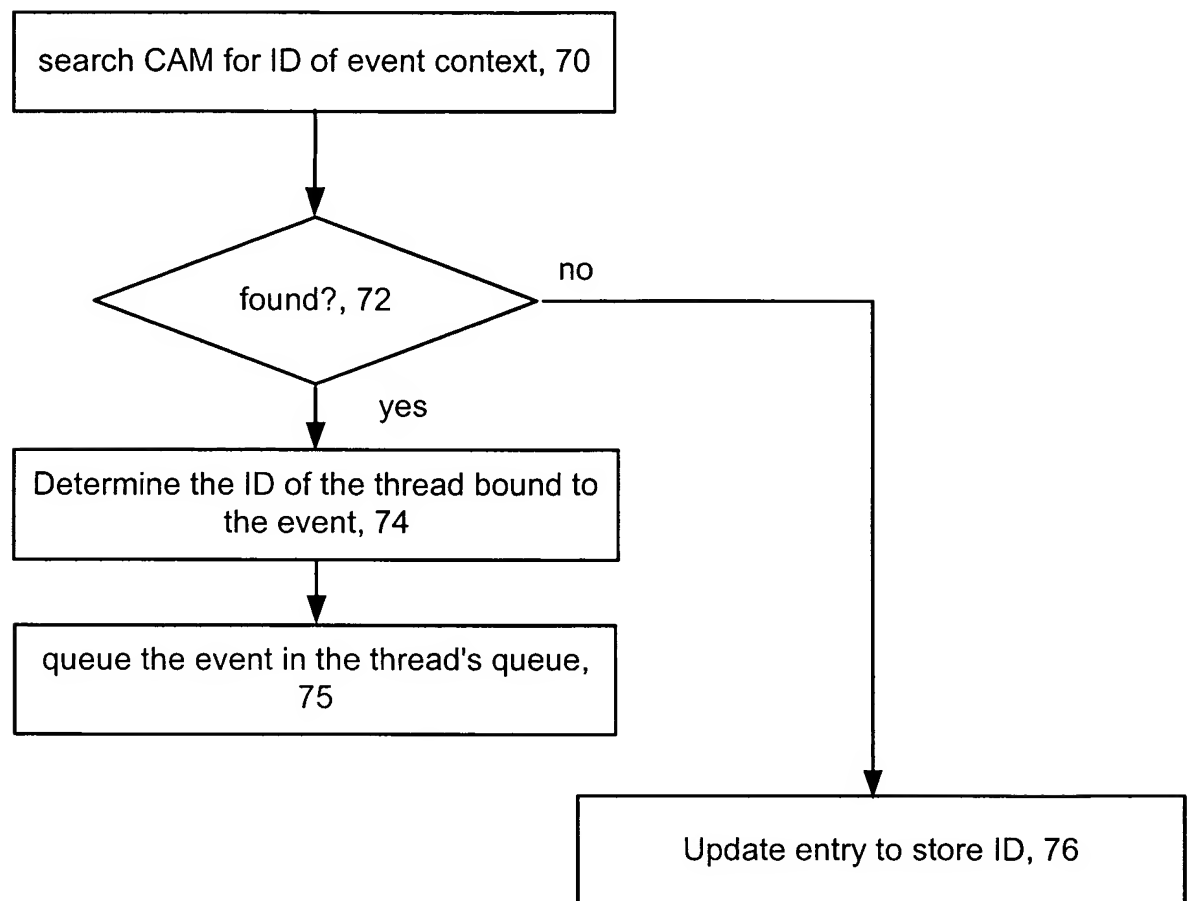 search CAM for ID of event context, 70
found?, 72
no
yes
Determine the ID of the thread bound to
the event, 74
queue the event in the thread's queue,
75
Update entry to store ID, 76